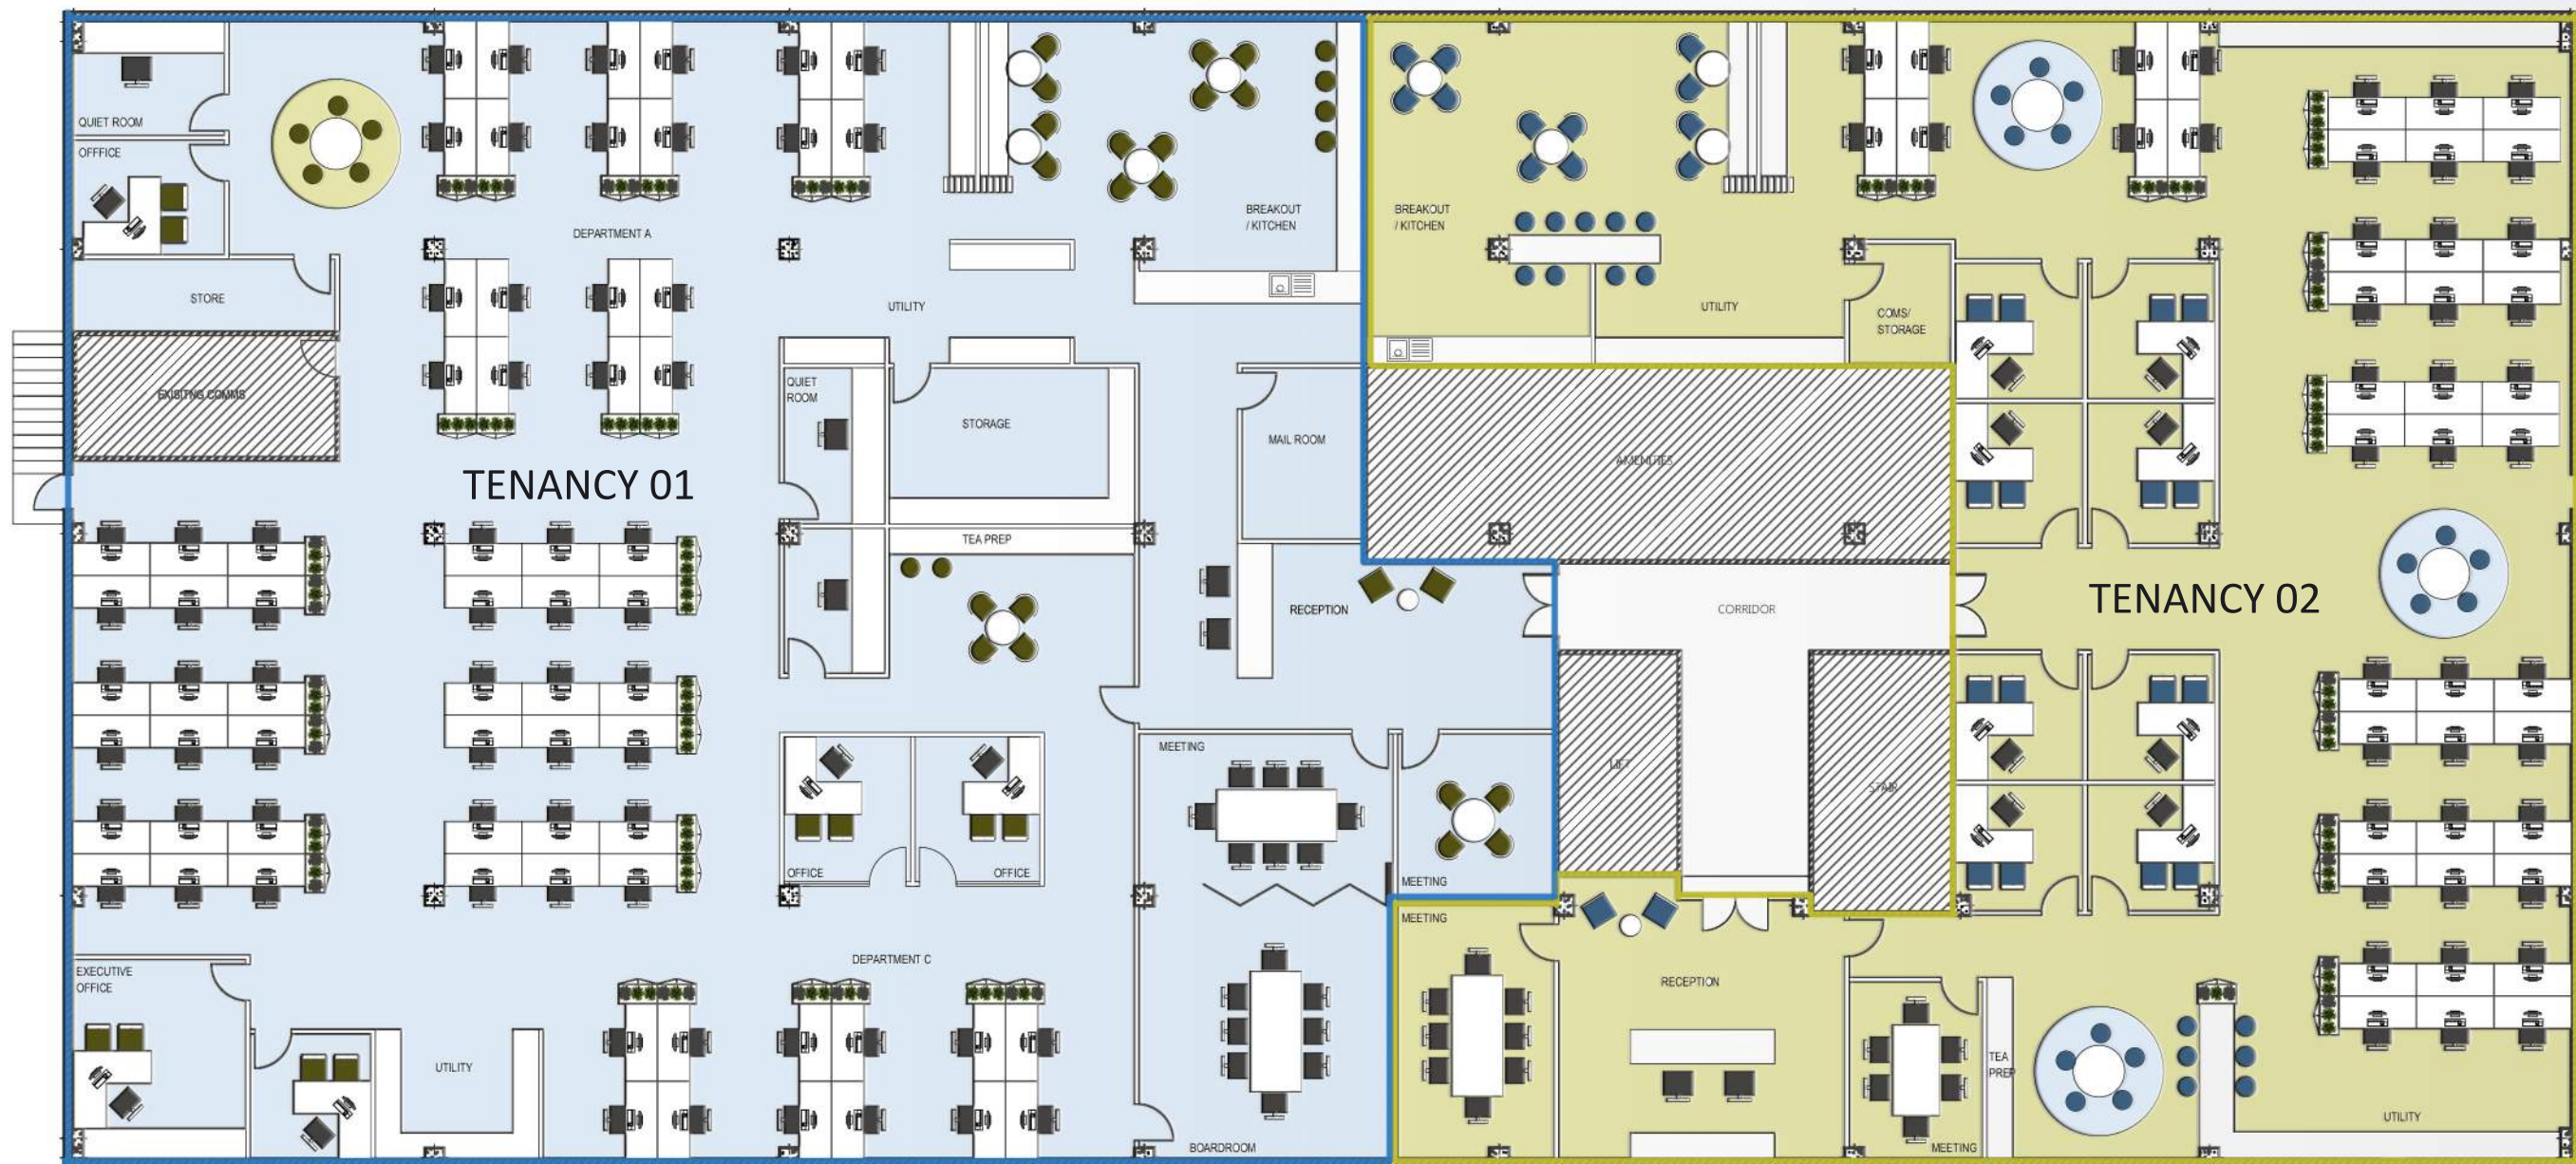 QUIET ROOM
OFFFICE
DEPARTMENT A
BREAKOUT
/ KITCHEN
BREAKOUT
/ KITCHEN
STORE
UTILITY
UTILITY
COMS/
STORAGE
EXISITNG COMMS
QUIET
ROOM
STORAGE
MAIL ROOM
AMENITIES
TENANCY 01
TEA PREP
RECEPTION
CORRIDOR
TENANCY 02
MEETING
LIFT
STAIR
OFFICE
OFFICE
MEETING
MEETING
DEPARTMENT C
EXECUTIVE
OFFICE
RECEPTION
UTILITY
TEA
PREP
UTILITY
BOARDROOM
MEETING